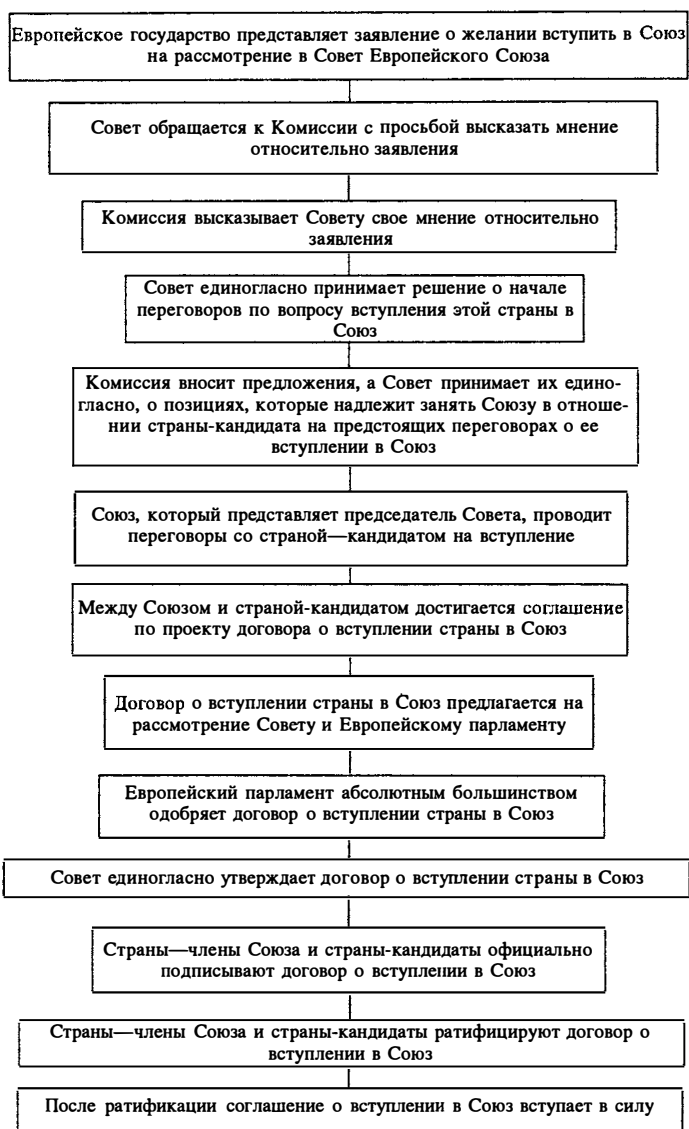 Европейское государство представляет заявление о желании вступить в Союз
на рассмотрение в Совет Европейского Союза
Совет обращается к Комиссии с просьбой высказать мнение
относительно заявления
Комиссия высказывает Совету свое мнение относительно
заявления
Совет единогласно принимает решение о начале
переговоров по вопросу вступления этой страны в
Союз
Комиссия вносит предложения, а Совет принимает их едино-
гласно, о позициях, которые надлежит занять Союзу в отноше-
нии страны-кандидата на предстоящих переговорах о ее
вступлении в Союз
Союз, который представляет председатель Совета, проводит
переговоры со страной—кандидатом на вступление
Между Союзом и страной-кандидатом достигается соглашение
по проекту договора о вступлении страны в Союз
Договор о вступлении страны в Союз предлагается на
рассмотрение Совету и Европейскому парламенту
Европейский парламент абсолютным большинством
одобряет договор о вступлении страны в Союз
Совет единогласно утверждает договор о вступлении страны в Союз
Страны—члены Союза и страны-кандидаты официально
подписывают договор о вступлении в Союз
Страны—члены Союза и страны-кандидаты ратифицируют договор о
вступлении в Союз
После ратификации соглашение о вступлении в Союз вступает в силу